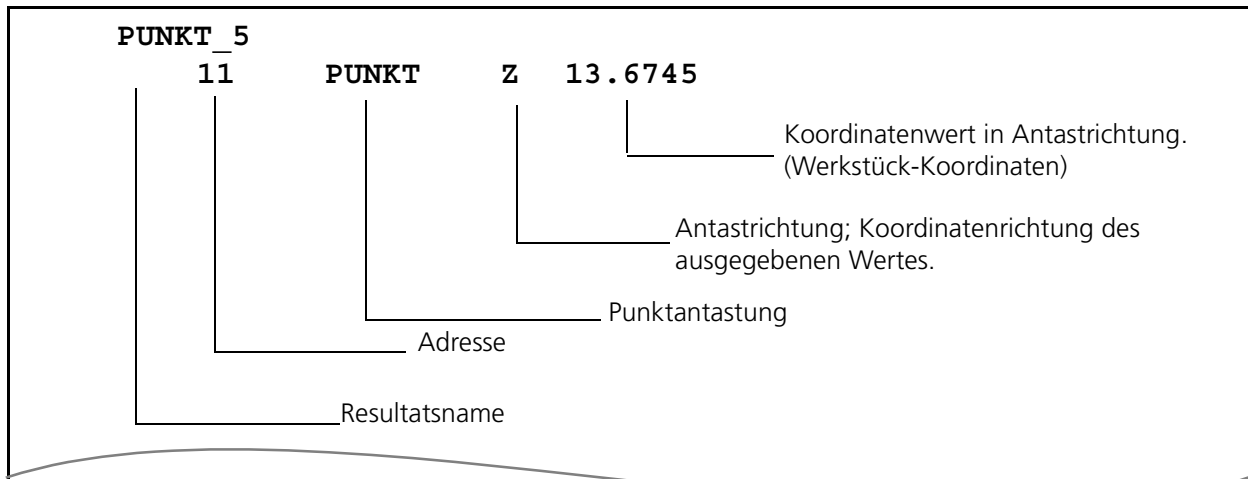 PUNKT_5
11 PUNKT Z 13.6745
Koordinatenwert in Antastrichtung.
(Werkstück-Koordinaten)
Antastrichtung; Koordinatenrichtung des
ausgegebenen Wertes.
Punktantastung
Adresse
Resultatsname